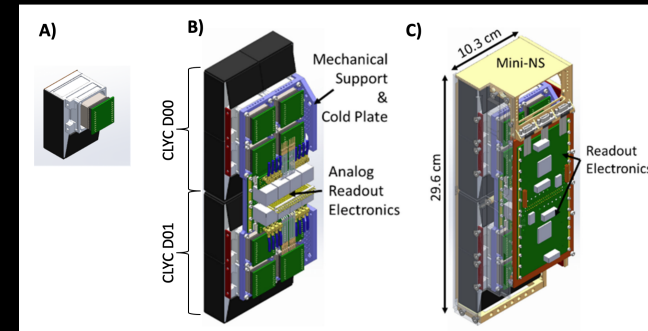 A)
B)
C)
CLYC D00
CLYC D01
Mechanical
Support
&
Cold Plate
Analog
Readout
Electronics
10.3 cm
Mini-NS
29.6 cm
Readout
Electronics